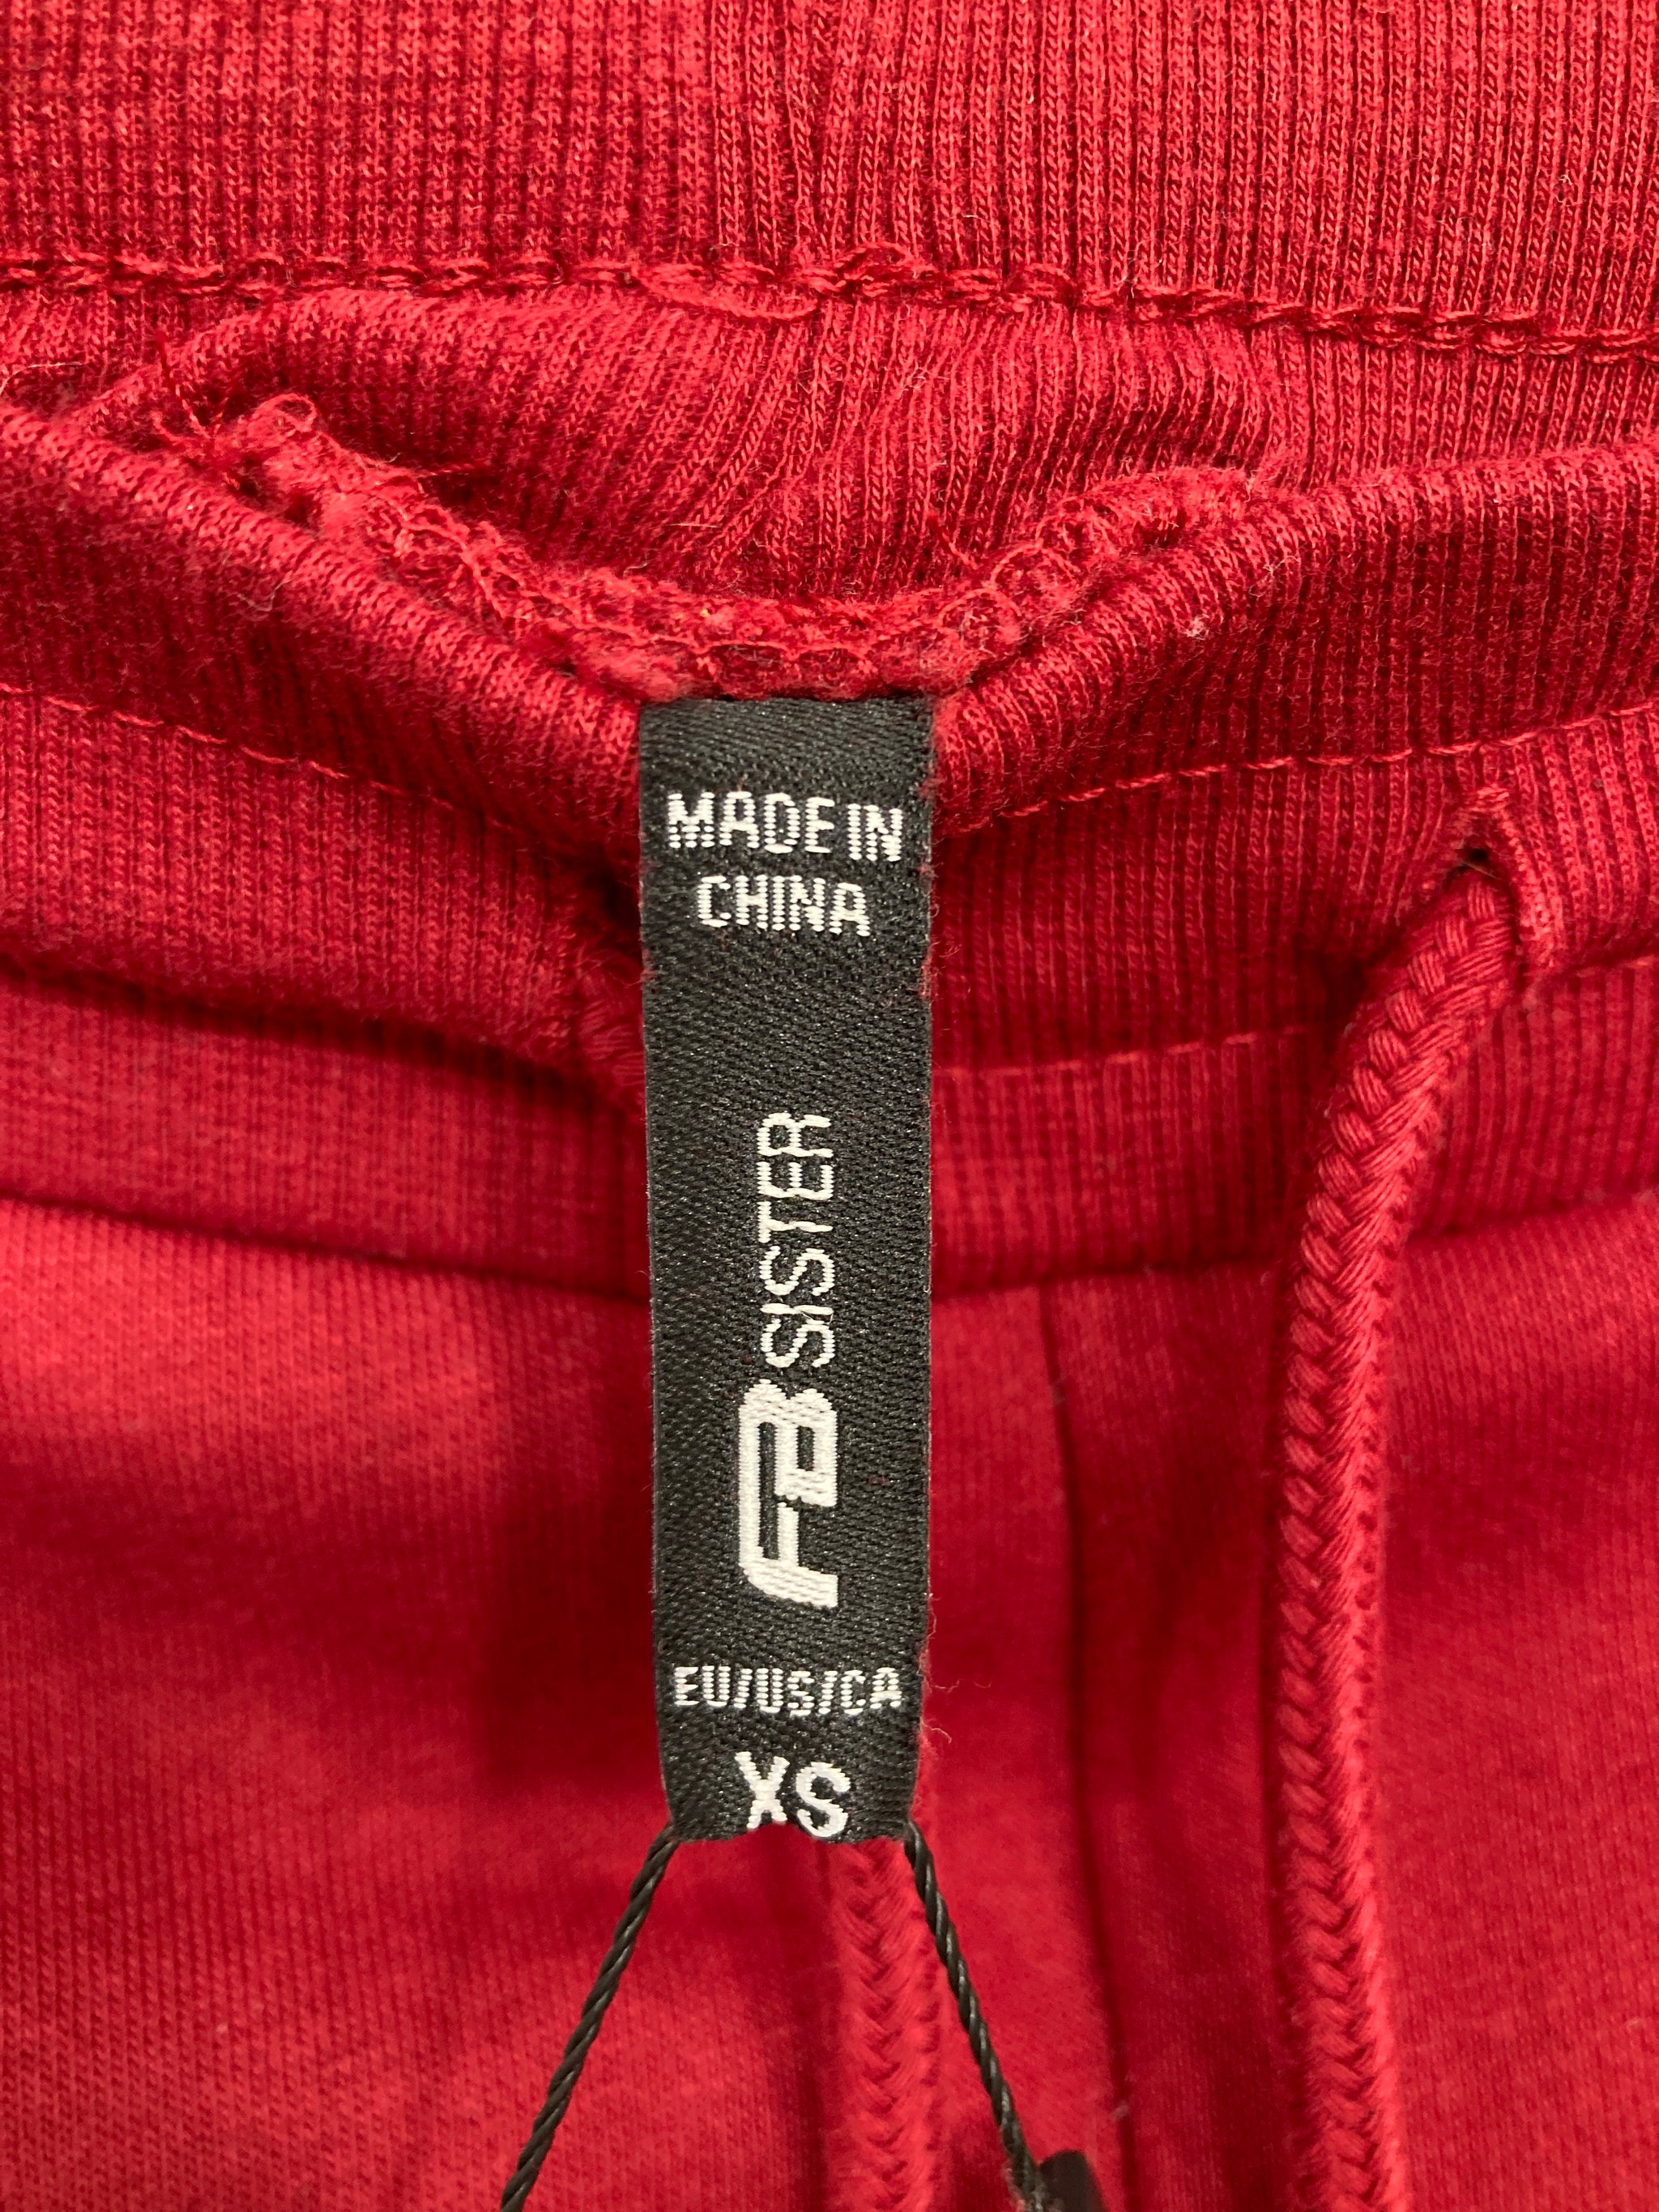 MADE IN
CHINA
FB SISTER
EU/US/CA
XS